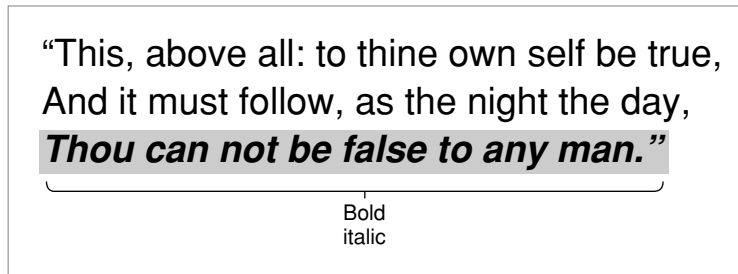 “This, above all: to thine own self be true,
And it must follow, as the night the day,
Thou can not be false to any man.”
Bold
italic